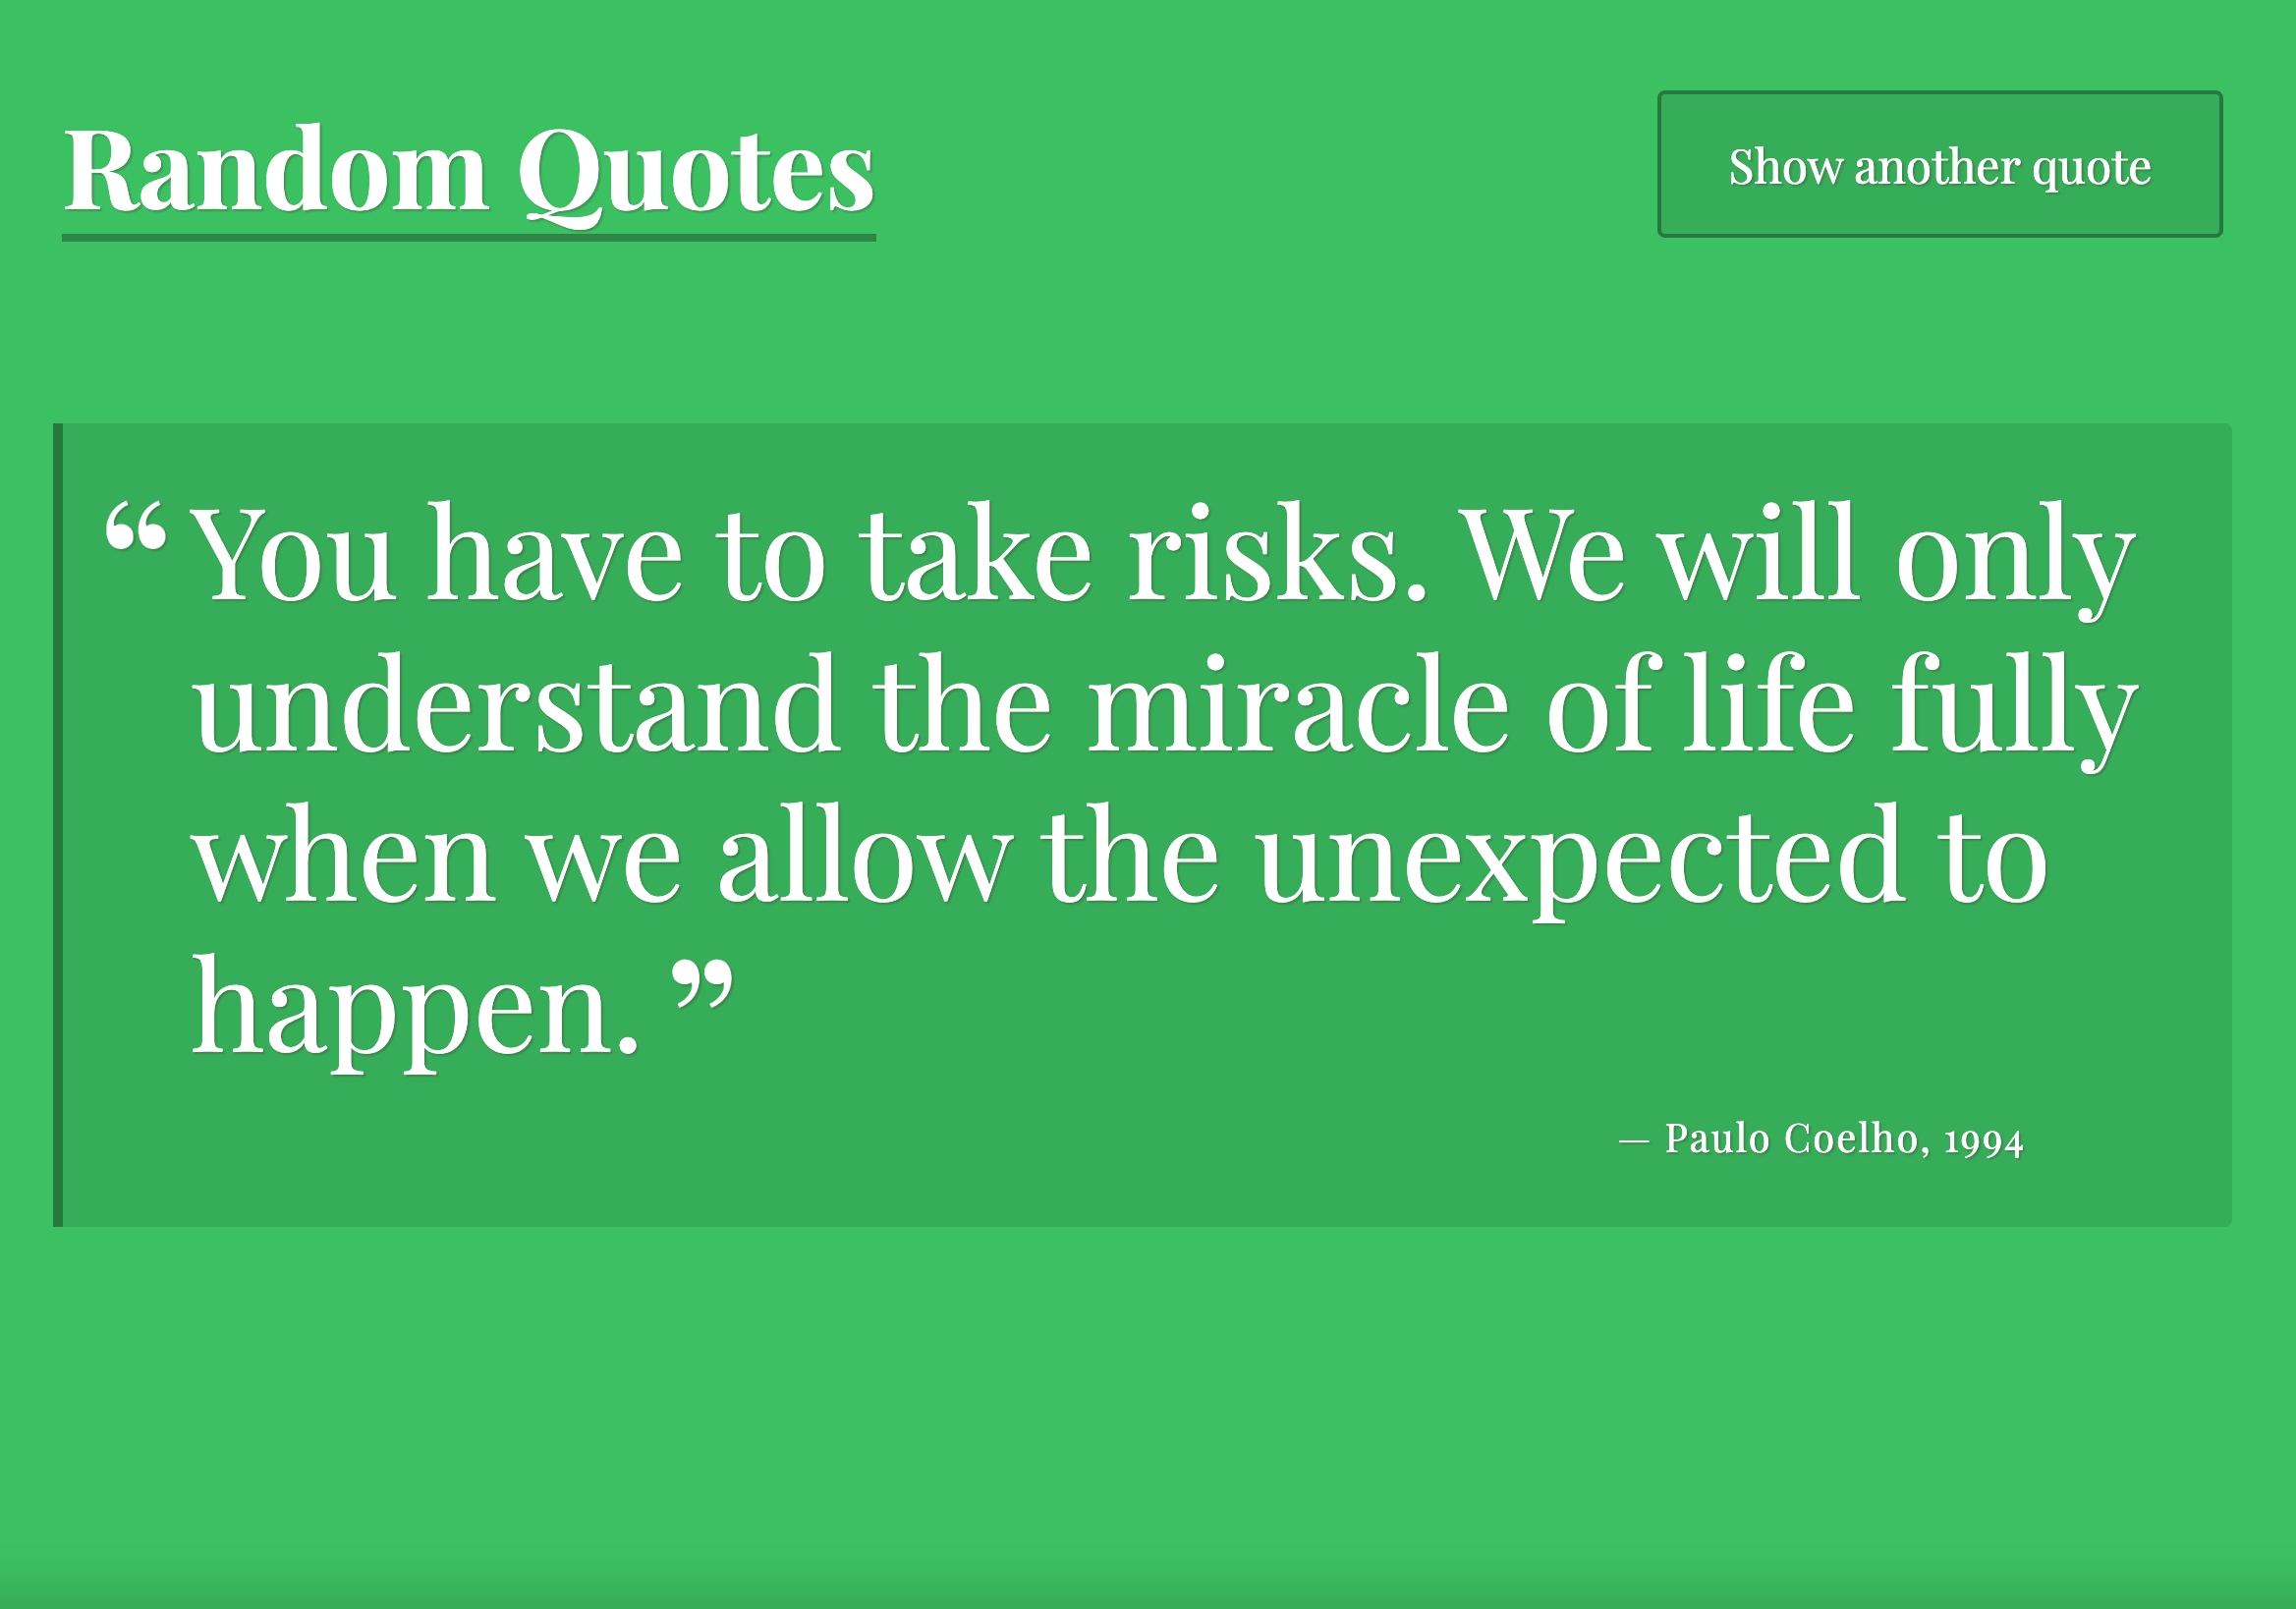 Random Quotes
Show another quote
“You have to take risks. We will only
understand the miracle of life fully
when we allow the unexpected to
happen. ”
— Paulo Coelho, 1994